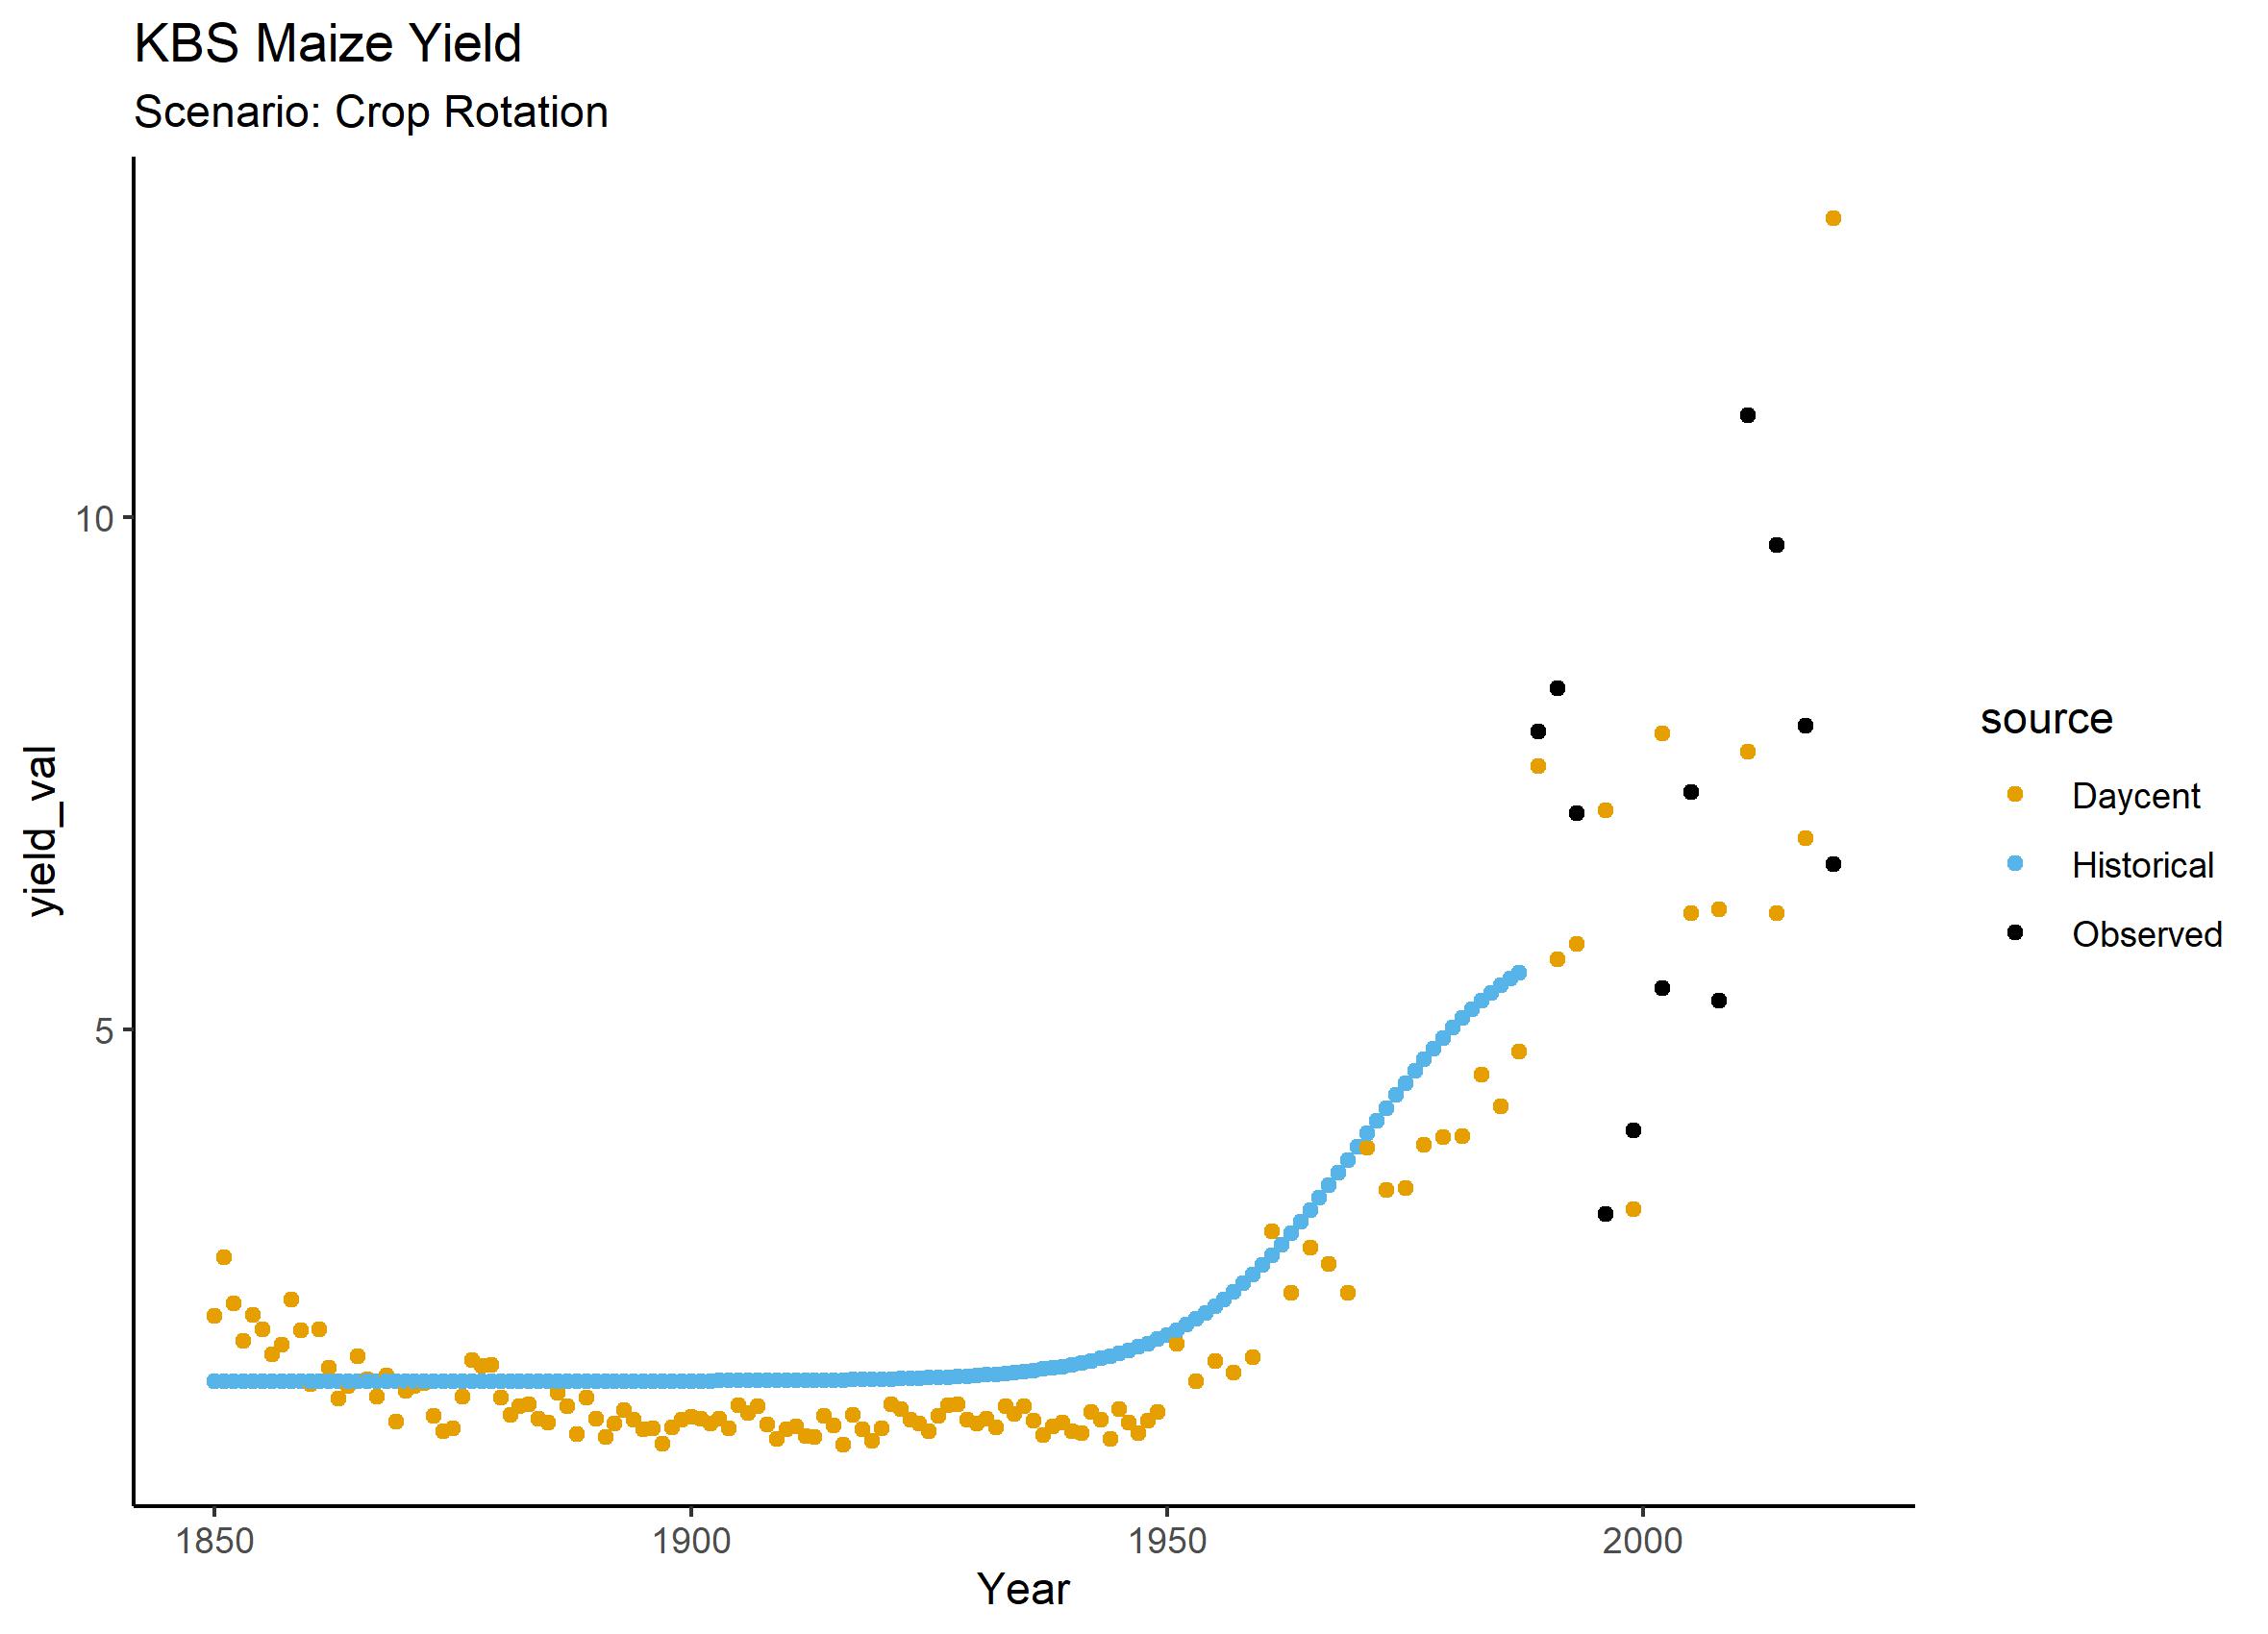 KBS Maize Yield
Scenario: Crop Rotation
yield_val
10
5
1850
1900
1950
2000
Year
source
Daycent
Historical
Observed